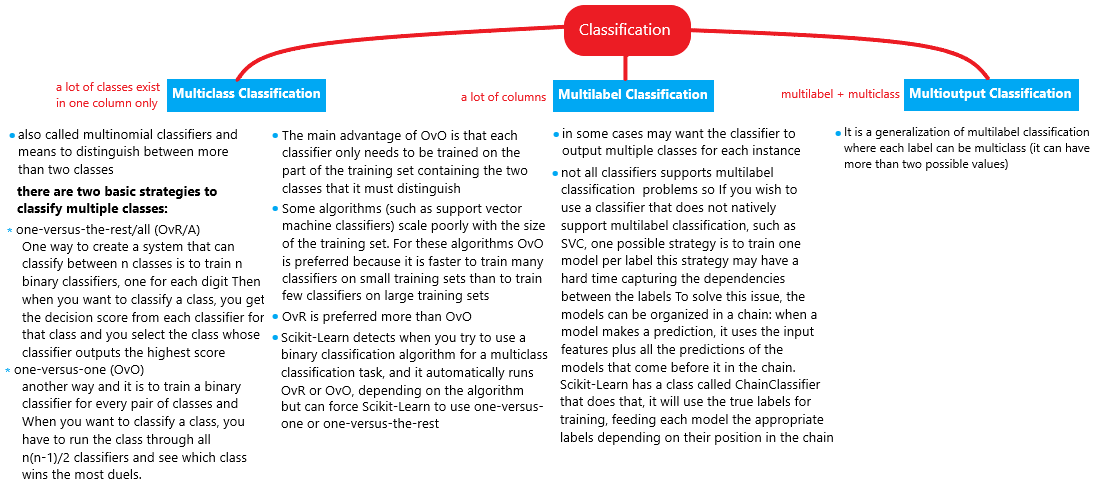 Classification
a lot of classes exist
in one column only
Multiclass Classification
• also called multinomial classifiers and
means to distinguish between more
than two classes
there are two basic strategies to
classify multiple classes:
* one-versus-the-rest/all (OvR/A)
One way to create a system that can
classify between n classes is to train n
binary classifiers, one for each digit Then
when you want to classify a class, you get
the decision score from each classifier for
that class and you select the class whose
classifier outputs the highest score
* one-versus-one (OvO)
another way and it is to train a binary
classifier for every pair of classes and
When you want to classify a class, you
have to run the class through all
n(n-1)/2 classifiers and see which class
wins the most duels.
• The main advantage of OvO is that each
classifier only needs to be trained on the
part of the training set containing the two
classes that it must distinguish
• Some algorithms (such as support vector
machine classifiers) scale poorly with the size
of the training set. For these algorithms OvO
is preferred because it is faster to train many
classifiers on small training sets than to train
few classifiers on large training sets
• OvR is preferred more than OvO
• Scikit-Learn detects when you try to use a
binary classification algorithm for a multiclass
classification task, and it automatically runs
OvR or OvO, depending on the algorithm
but can force Scikit-Learn to use one-versus-
one or one-versus-the-rest
a lot of columns
Multilabel Classification
• in some cases may want the classifier to
output multiple classes for each instance
• not all classifiers supports multilabel
classification problems so If you wish to
use a classifier that does not natively
support multilabel classification, such as
SVC, one possible strategy is to train one
model per label this strategy may have a
hard time capturing the dependencies
between the labels To solve this issue, the
models can be organized in a chain: when a
model makes a prediction, it uses the input
features plus all the predictions of the
models that come before it in the chain.
Scikit-Learn has a class called ChainClassifier
that does that, it will use the true labels for
training, feeding each model the appropriate
labels depending on their position in the chain
multilabel + multiclass
Multioutput Classification
• It is a generalization of multilabel classification
where each label can be multiclass (it can have
more than two possible values)